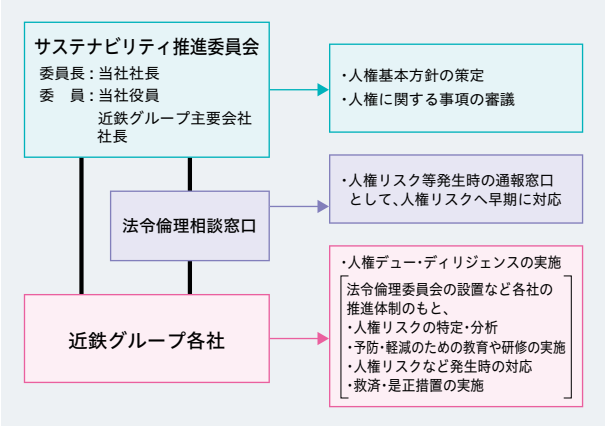 サステナビリティ推進委員会
委員長：当社社長
委　員：当社役員
近鉄グループ主要会社
社長
・人権基本方針の策定
・人権に関する事項の審議
法令倫理相談窓口
・人権リスク等発生時の通報窓口
として、人権リスクへ早期に対応
近鉄グループ各社
・人権デュー・ディリジェンスの実施
法令倫理委員会の設置など各社の
推進体制のもと、
・人権リスクの特定・分析
・予防・軽減のための教育や研修の実施
・人権リスクなど発生時の対応
・救済・是正措置の実施